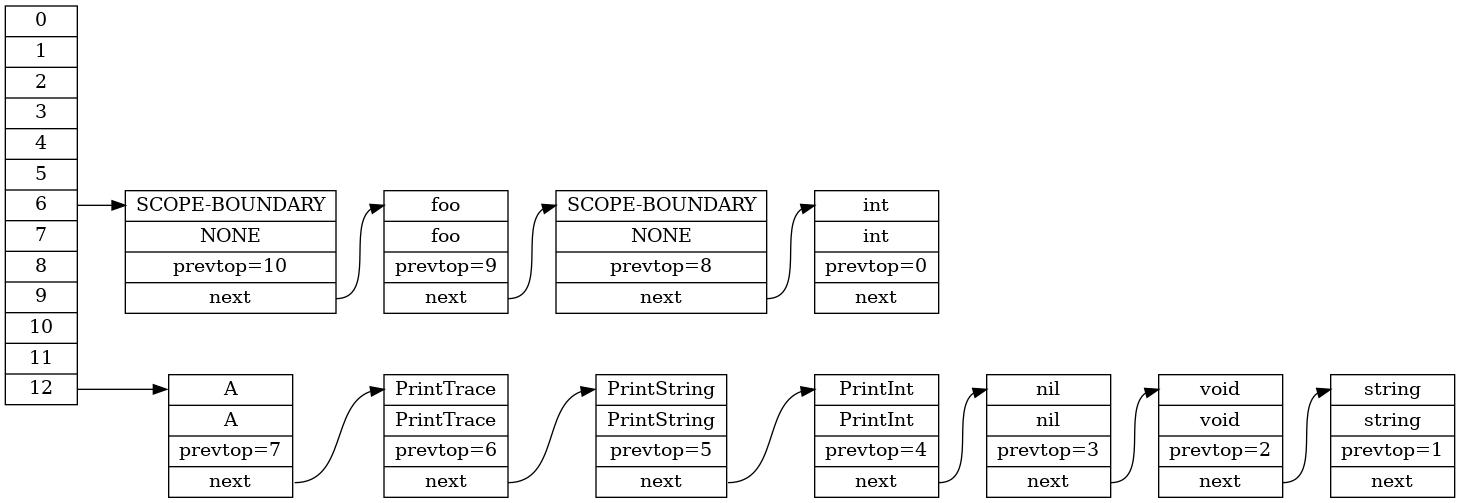 0
1
2
3
4
5
6
7
8
9
10
11
12
SCOPE-BOUNDARY
NONE
prevtop=10
next
foo
foo
prevtop=9
next
SCOPE-BOUNDARY
NONE
prevtop=8
next
int
int
prevtop=0
next
A
A
prevtop=7
next
PrintTrace
PrintTrace
prevtop=6
next
PrintString
PrintString
prevtop=5
next
PrintInt
PrintInt
prevtop=4
next
nil
nil
prevtop=3
next
void
void
prevtop=2
next
string
string
prevtop=1
next